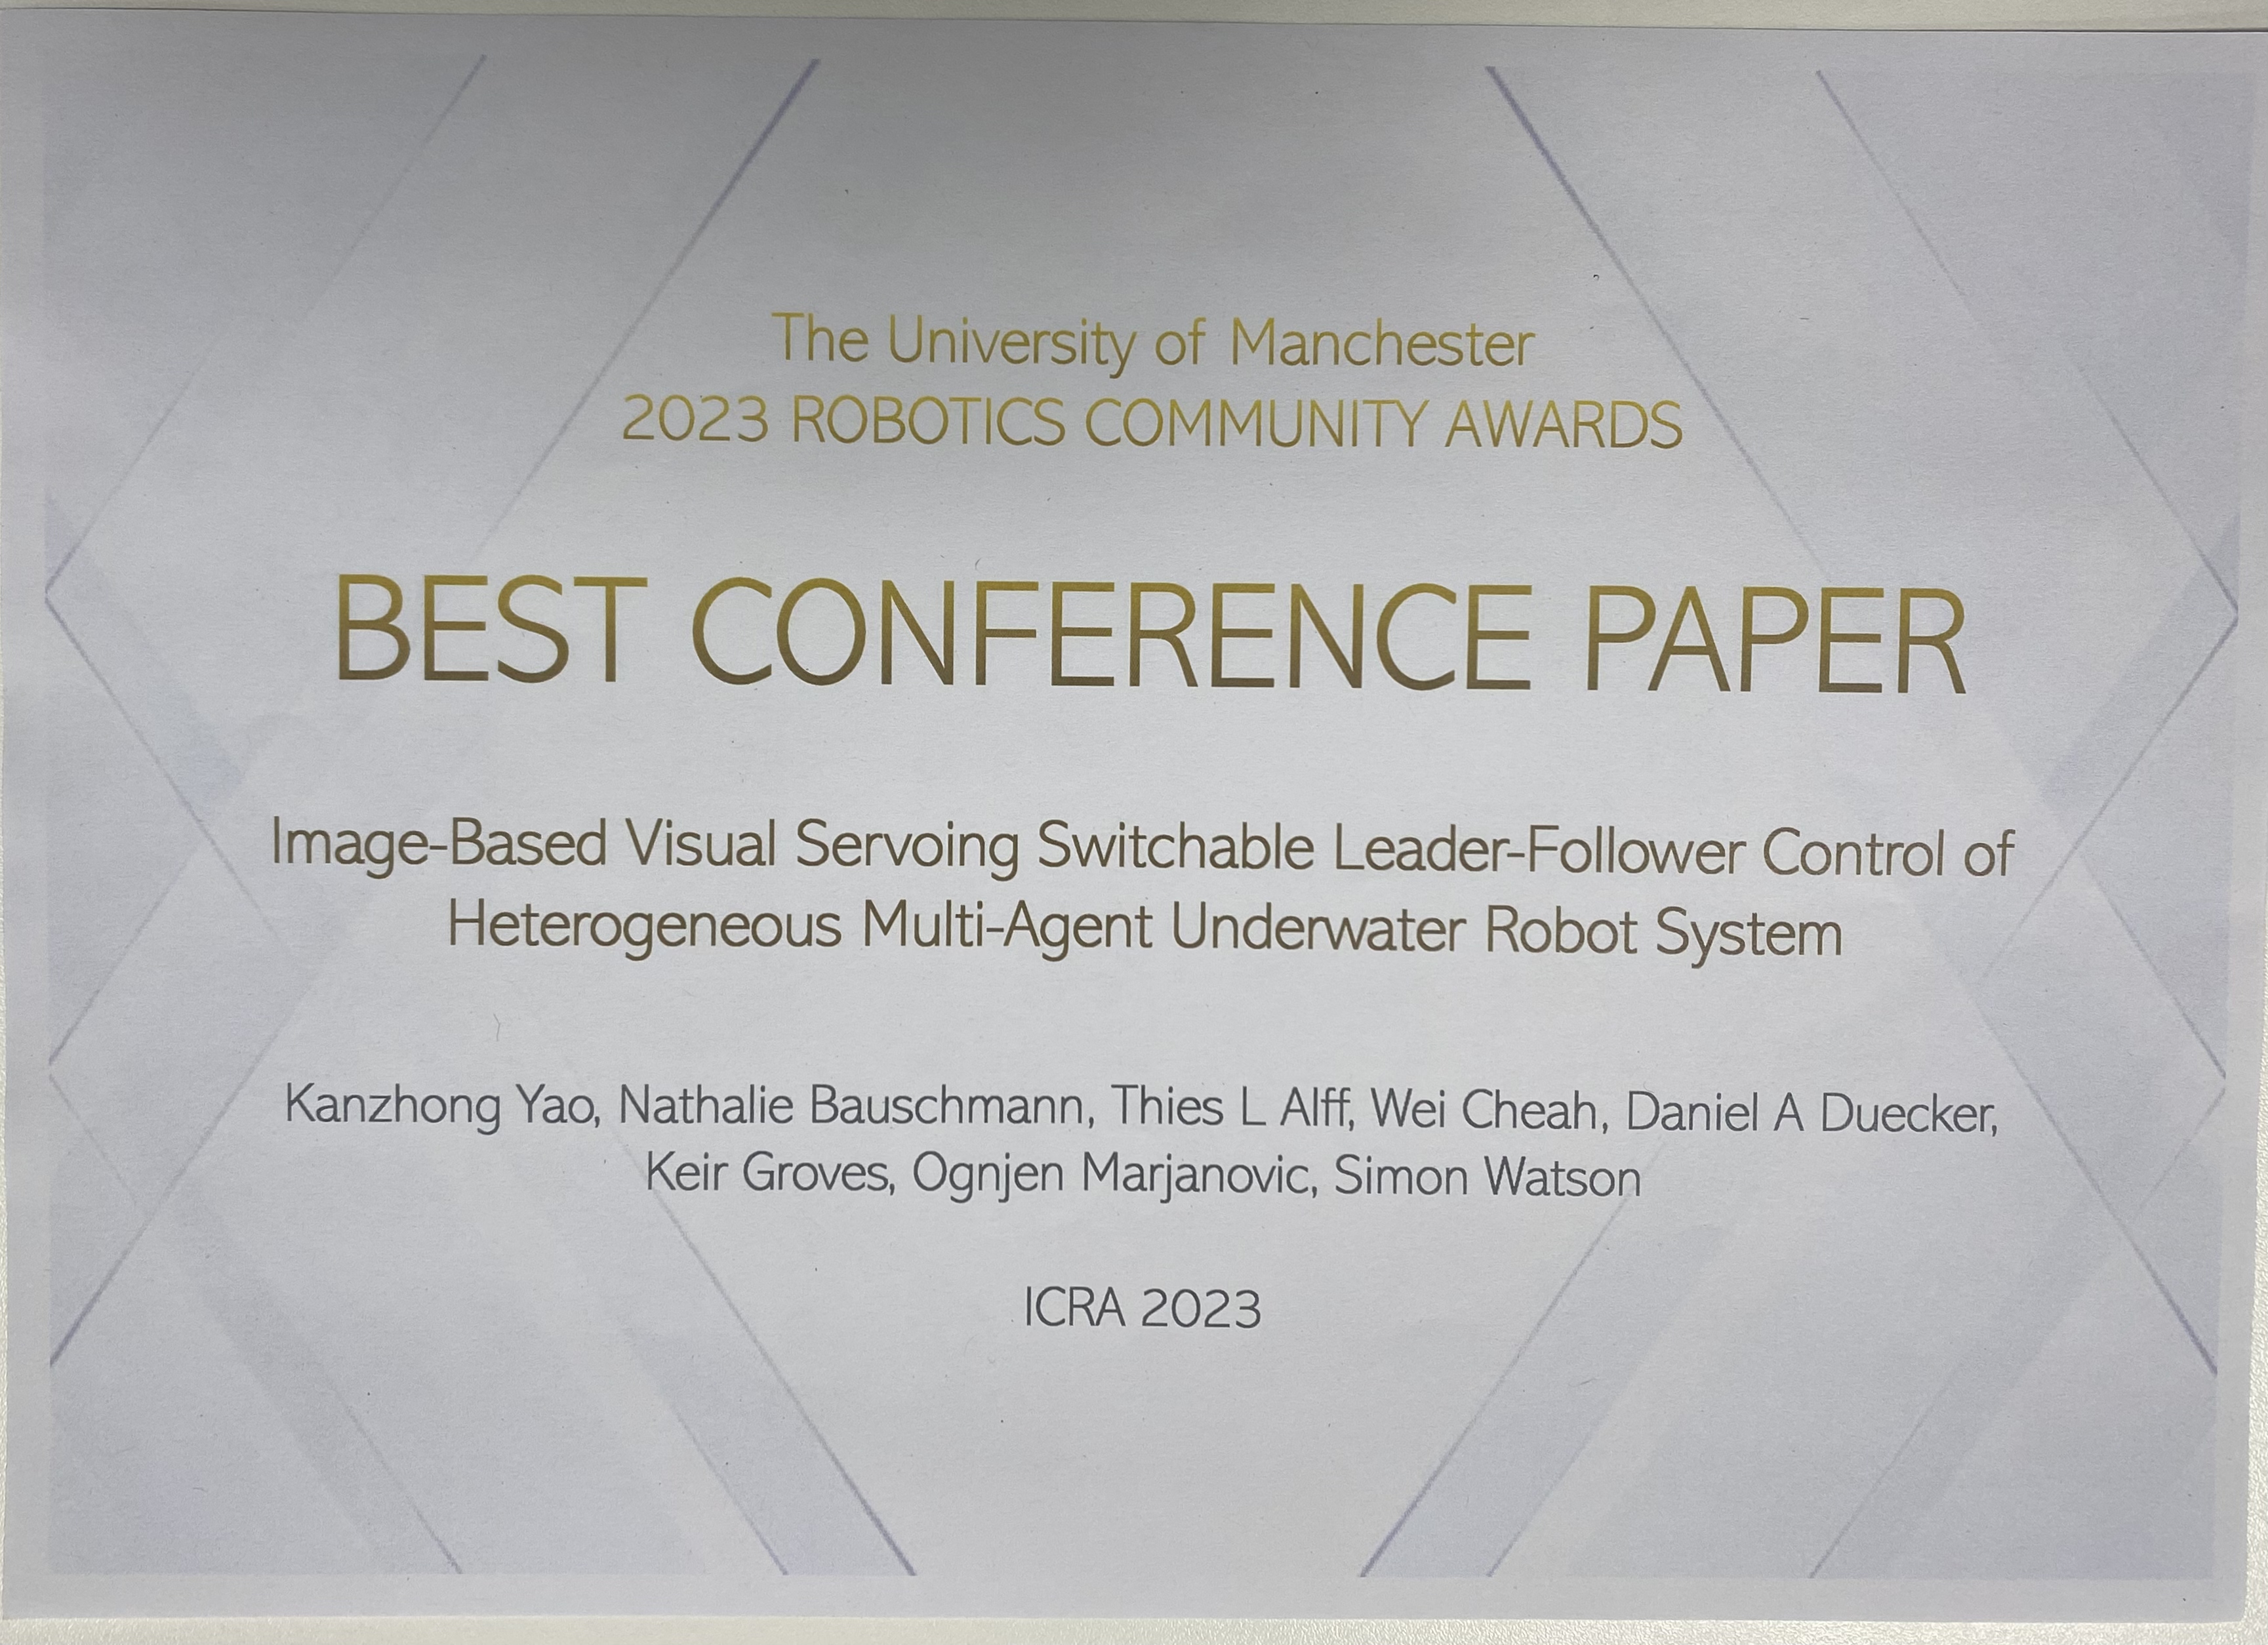 The University of Manchester
2023 ROBOTICS COMMUNITY AWARDS
BEST CONFERENCE PAPER
Image-Based Visual Servoing Switchable Leader-Follower Control of
Heterogeneous Multi-Agent Underwater Robot System
Kanzhong Yao, Nathalie Bauschmann, Thies L Alff, Wei Cheah, Daniel A Duecker,
Keir Groves, Ognjen Marjanovic, Simon Watson
ICRA 2023